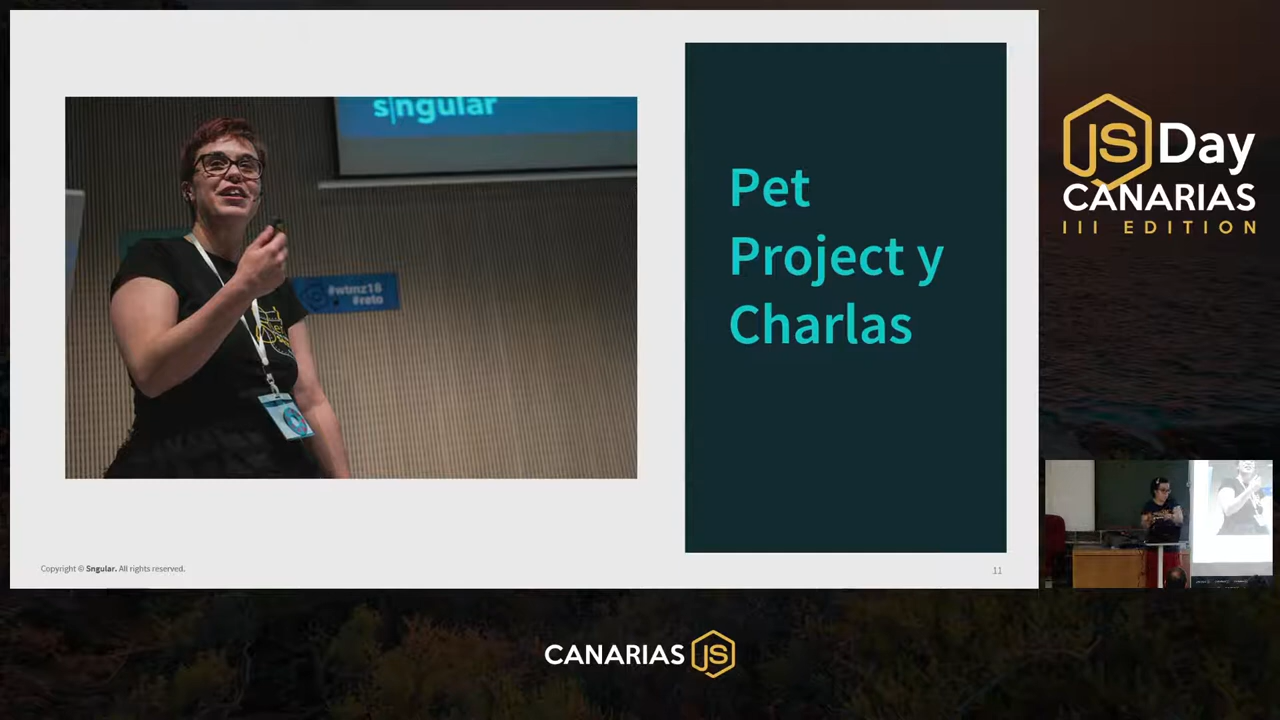 sngular
#wtmz18
#reto
Pet
Project y
Charlas
Copyright © Sngular. All rights reserved.
11
JS Day
CANARIAS
III EDITION
CANARIAS JS